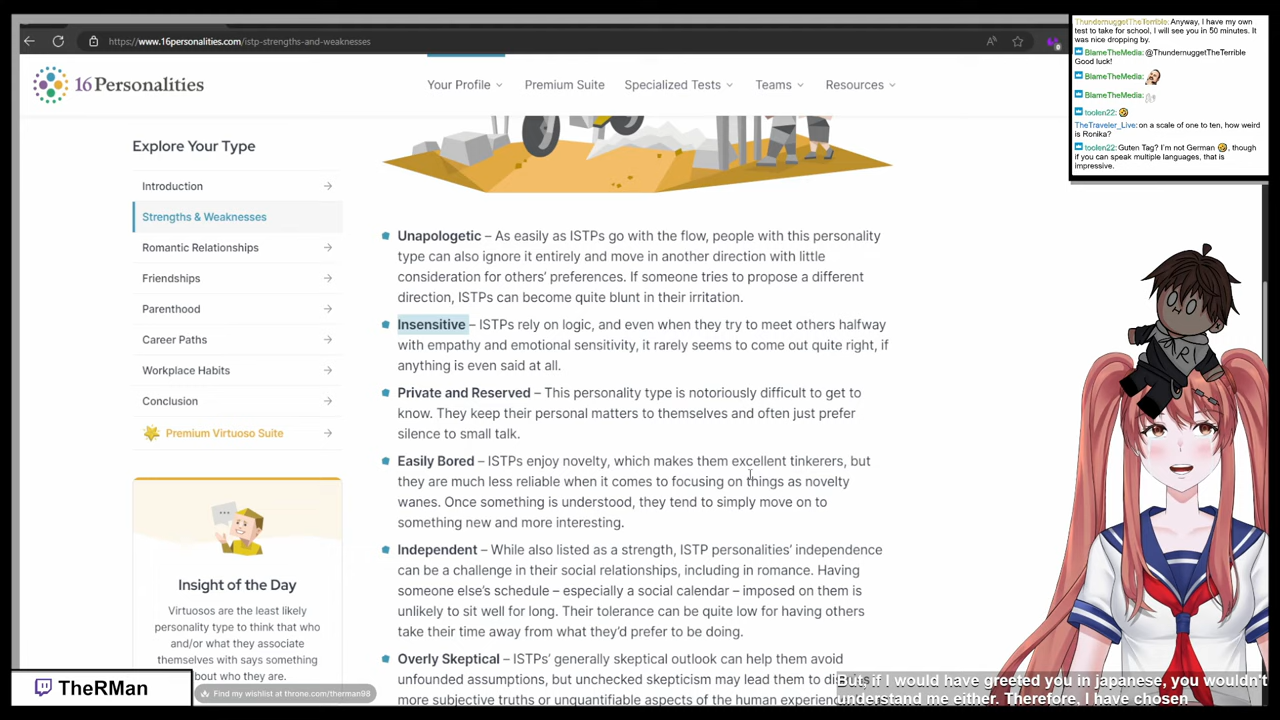 https://www.16personalities.com/istp-strengths-and-weaknesses
16Personalities
Your Profile
Premium Suite
Specialized Tests
Teams
Resources
Explore Your Type
Introduction
Strengths & Weaknesses
Romantic Relationships
Friendships
Parenthood
Career Paths
Workplace Habits
Conclusion
Premium Virtuoso Suite
Insight of the Day
Virtuosos are the least likely
personality type to think that who
and/or what they associate
themselves with says something
about who they are.
Unapologetic – As easily as ISTPs go with the flow, people with this personality
type can also ignore it entirely and move in another direction with little
consideration for others' preferences. If someone tries to propose a different
direction, ISTPs can become quite blunt in their irritation.
Insensitive – ISTPs rely on logic, and even when they try to meet others halfway
with empathy and emotional sensitivity, it rarely seems to come out quite right, if
anything is even said at all.
Private and Reserved – This personality type is notoriously difficult to get to
know. They keep their personal matters to themselves and often just prefer
silence to small talk.
Easily Bored – ISTPs enjoy novelty, which makes them excellent tinkerers, but
they are much less reliable when it comes to focusing on things as novelty
wanes. Once something is understood, they tend to simply move on to
something new and more interesting.
Independent – While also listed as a strength, ISTP personalities' independence
can be a challenge in their social relationships, including in romance. Having
someone else's schedule – especially a social calendar – imposed on them is
unlikely to sit well for long. Their tolerance can be quite low for having others
take their time away from what they'd prefer to be doing.
Overly Skeptical – ISTPs' generally skeptical outlook can help them avoid
unfounded assumptions, but unchecked skepticism may lead them to
more subjective truths or unquantifiable aspects of the human
ThundernuggetTheTerrible: Anyway, I have my own
test to take for school, I will see you in 50 minutes. It
was nice dropping by.
BlameTheMedia: @ThundernuggetTheTerrible
Good luck!
BlameTheMedia:
BlameTheMedia:
toolen22:
TheTraveler_Live: on a scale of one to ten, how weird
is Ronika?
toolen22: Guten Tag? I'm not German , though
if you can speak multiple languages, that is
impressive.
TheRMan
Find my wishlist at throne.com/therman98
But, if I would have greeted you in japanese, you wouldn't
understand me either. Therefore, I have chosen